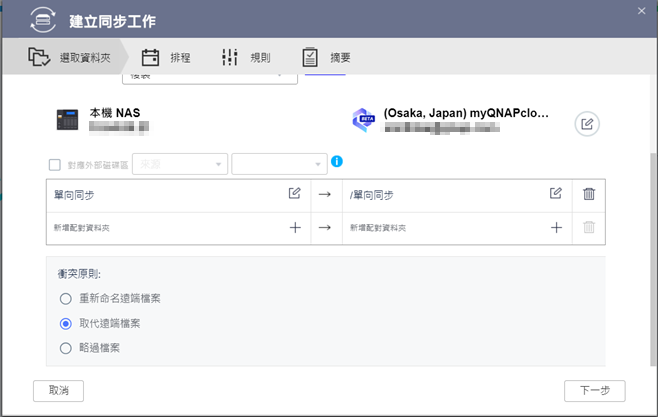 建立同步工作
選取資料夾
排程
規則
摘要
複製
本機 NAS
(Osaka, Japan) myQNAPclo...
BETA
對應外部磁碟區
來源
單向同步
/單向同步
新增配對資料夾
新增配對資料夾
衝突原則:
重新命名遠端檔案
取代遠端檔案
略過檔案
取消
下一步